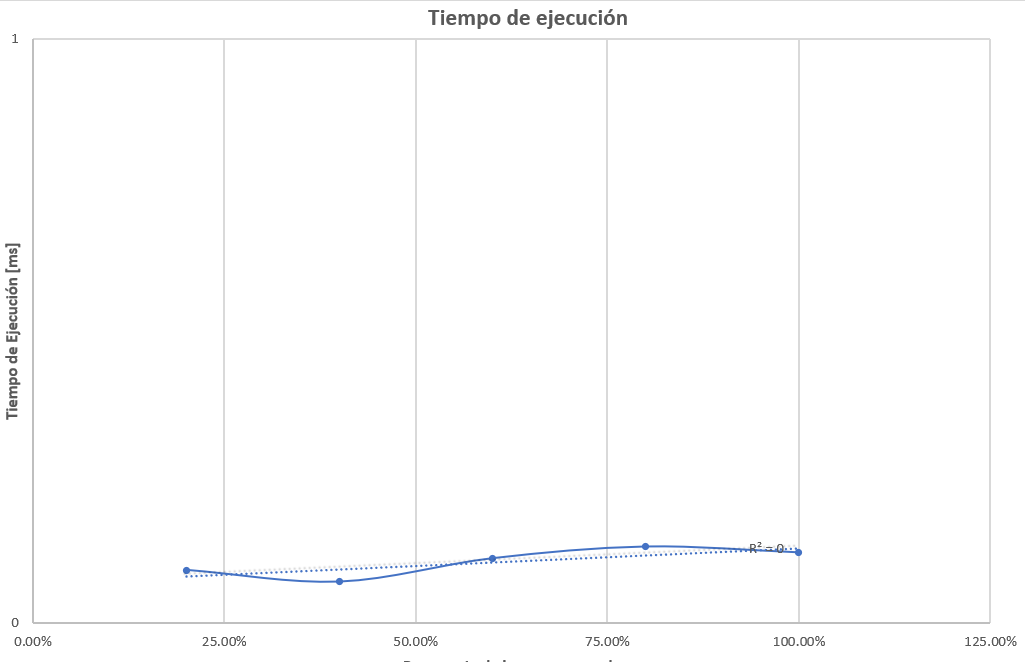 Tiempo de ejecución
1
Tiempo de Ejecución [ms]
R² = 0
0
0.00% 25.00% 50.00% 75.00% 100.00% 125.00%